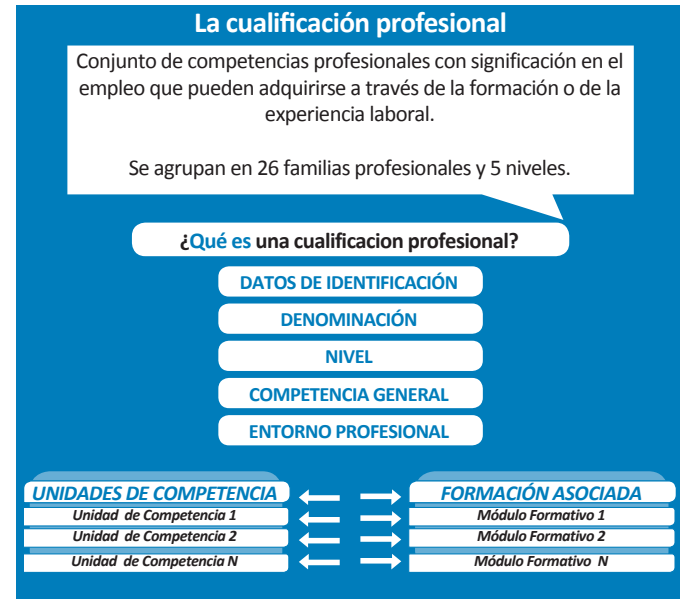 La cualificación profesional
Conjunto de competencias profesionales con significación en el
empleo que pueden adquirirse a través de la formación o de la
experiencia laboral.
Se agrupan en 26 familias profesionales y 5 niveles.
¿Qué es una cualificacion profesional?
DATOS DE IDENTIFICACIÓN
DENOMINACIÓN
NIVEL
COMPETENCIA GENERAL
ENTORNO PROFESIONAL
UNIDADES DE COMPETENCIA FORMACIÓN ASOCIADA
Unidad de Competencia 1 Módulo Formativo 1
Unidad de Competencia 2 Módulo Formativo 2
Unidad de Competencia N Módulo Formativo N